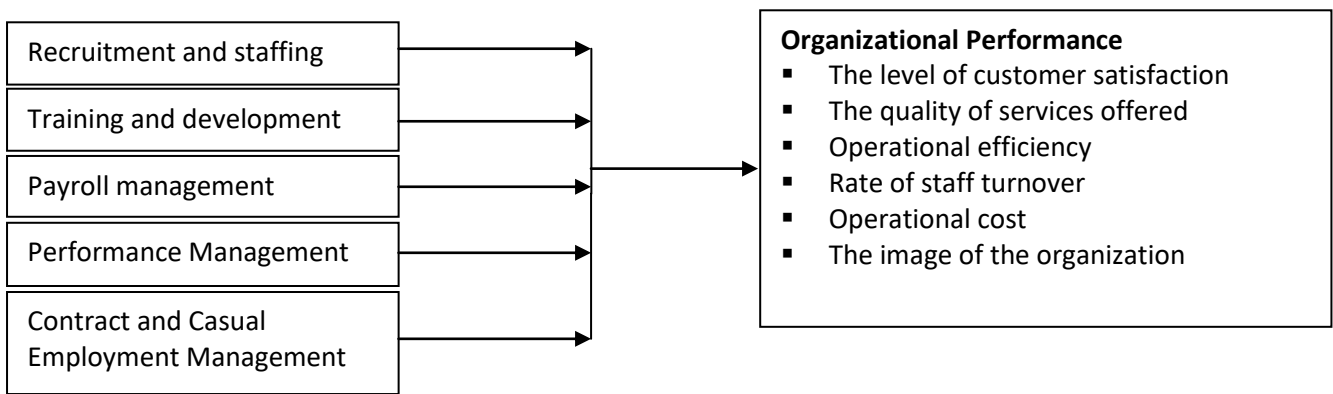 Recruitment and staffing
Training and development
Payroll management
Performance Management
Contract and Casual
Employment Management
Organizational Performance
▪ The level of customer satisfaction
▪ The quality of services offered
▪ Operational efficiency
▪ Rate of staff turnover
▪ Operational cost
▪ The image of the organization